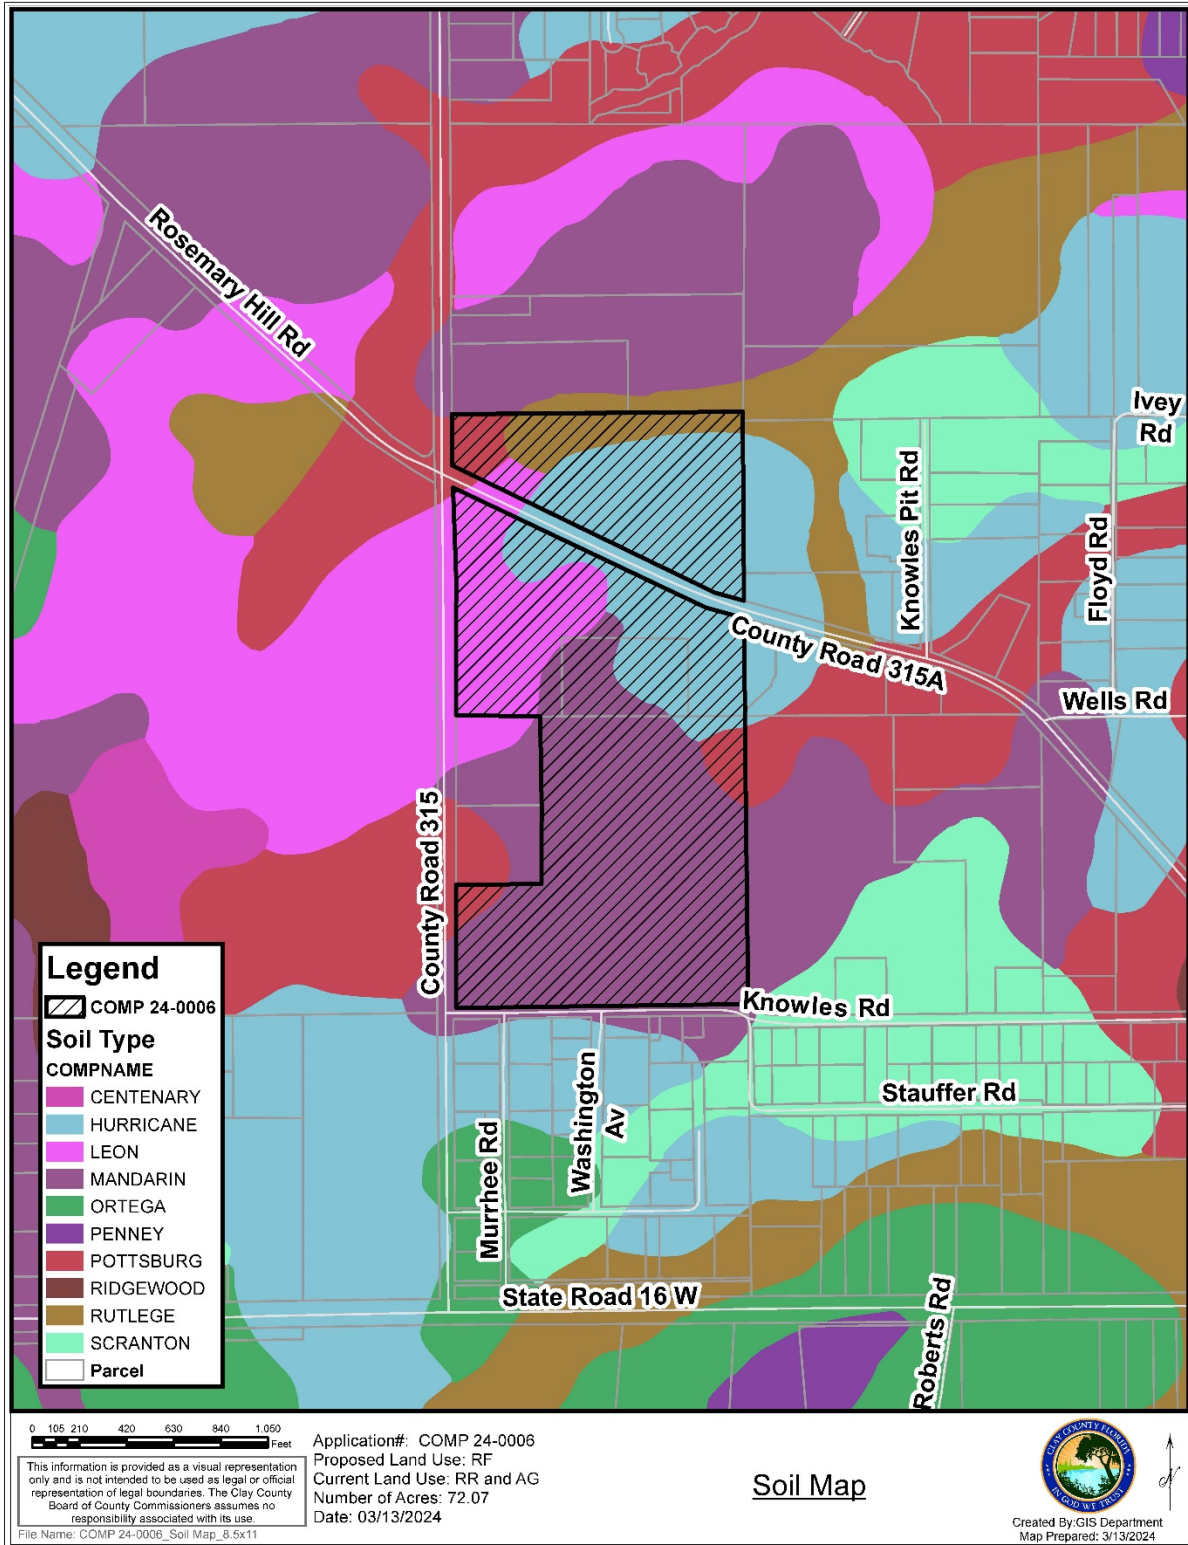 Rosemary Hill Rd
Ivey
Rd
Knowles Pit Rd
Floyd Rd
County Road 315A
Wells Rd
County Road 315
Knowles Rd
Stauffer Rd
Washington
Av
Murrhee Rd
State Road 16 W
Roberts Rd
Legend
COMP 24-0006
Soil Type
COMPNAME
CENTENARY
HURRICANE
LEON
MANDARIN
ORTEGA
PENNEY
POTTSBURG
RIDGEWOOD
RUTLEGE
SCRANTON
Parcel
0 105 210 420 630 840 1,050
Feet
This information is provided as a visual representation
only and is not intended to be used as legal or official
representation of legal boundaries. The Clay County
Board of County Commissioners assumes no
responsibility associated with its use.
File Name: COMP 24-0006_Soil Map_8.5x11
Application#: COMP 24-0006
Proposed Land Use: RF
Current Land Use: RR and AG
Number of Acres: 72.07
Date: 03/13/2024
Soil Map
CLAY COUNTY FLORIDA
IN GOD WE TRUST
N
Created By:GIS Department
Map Prepared: 3/13/2024